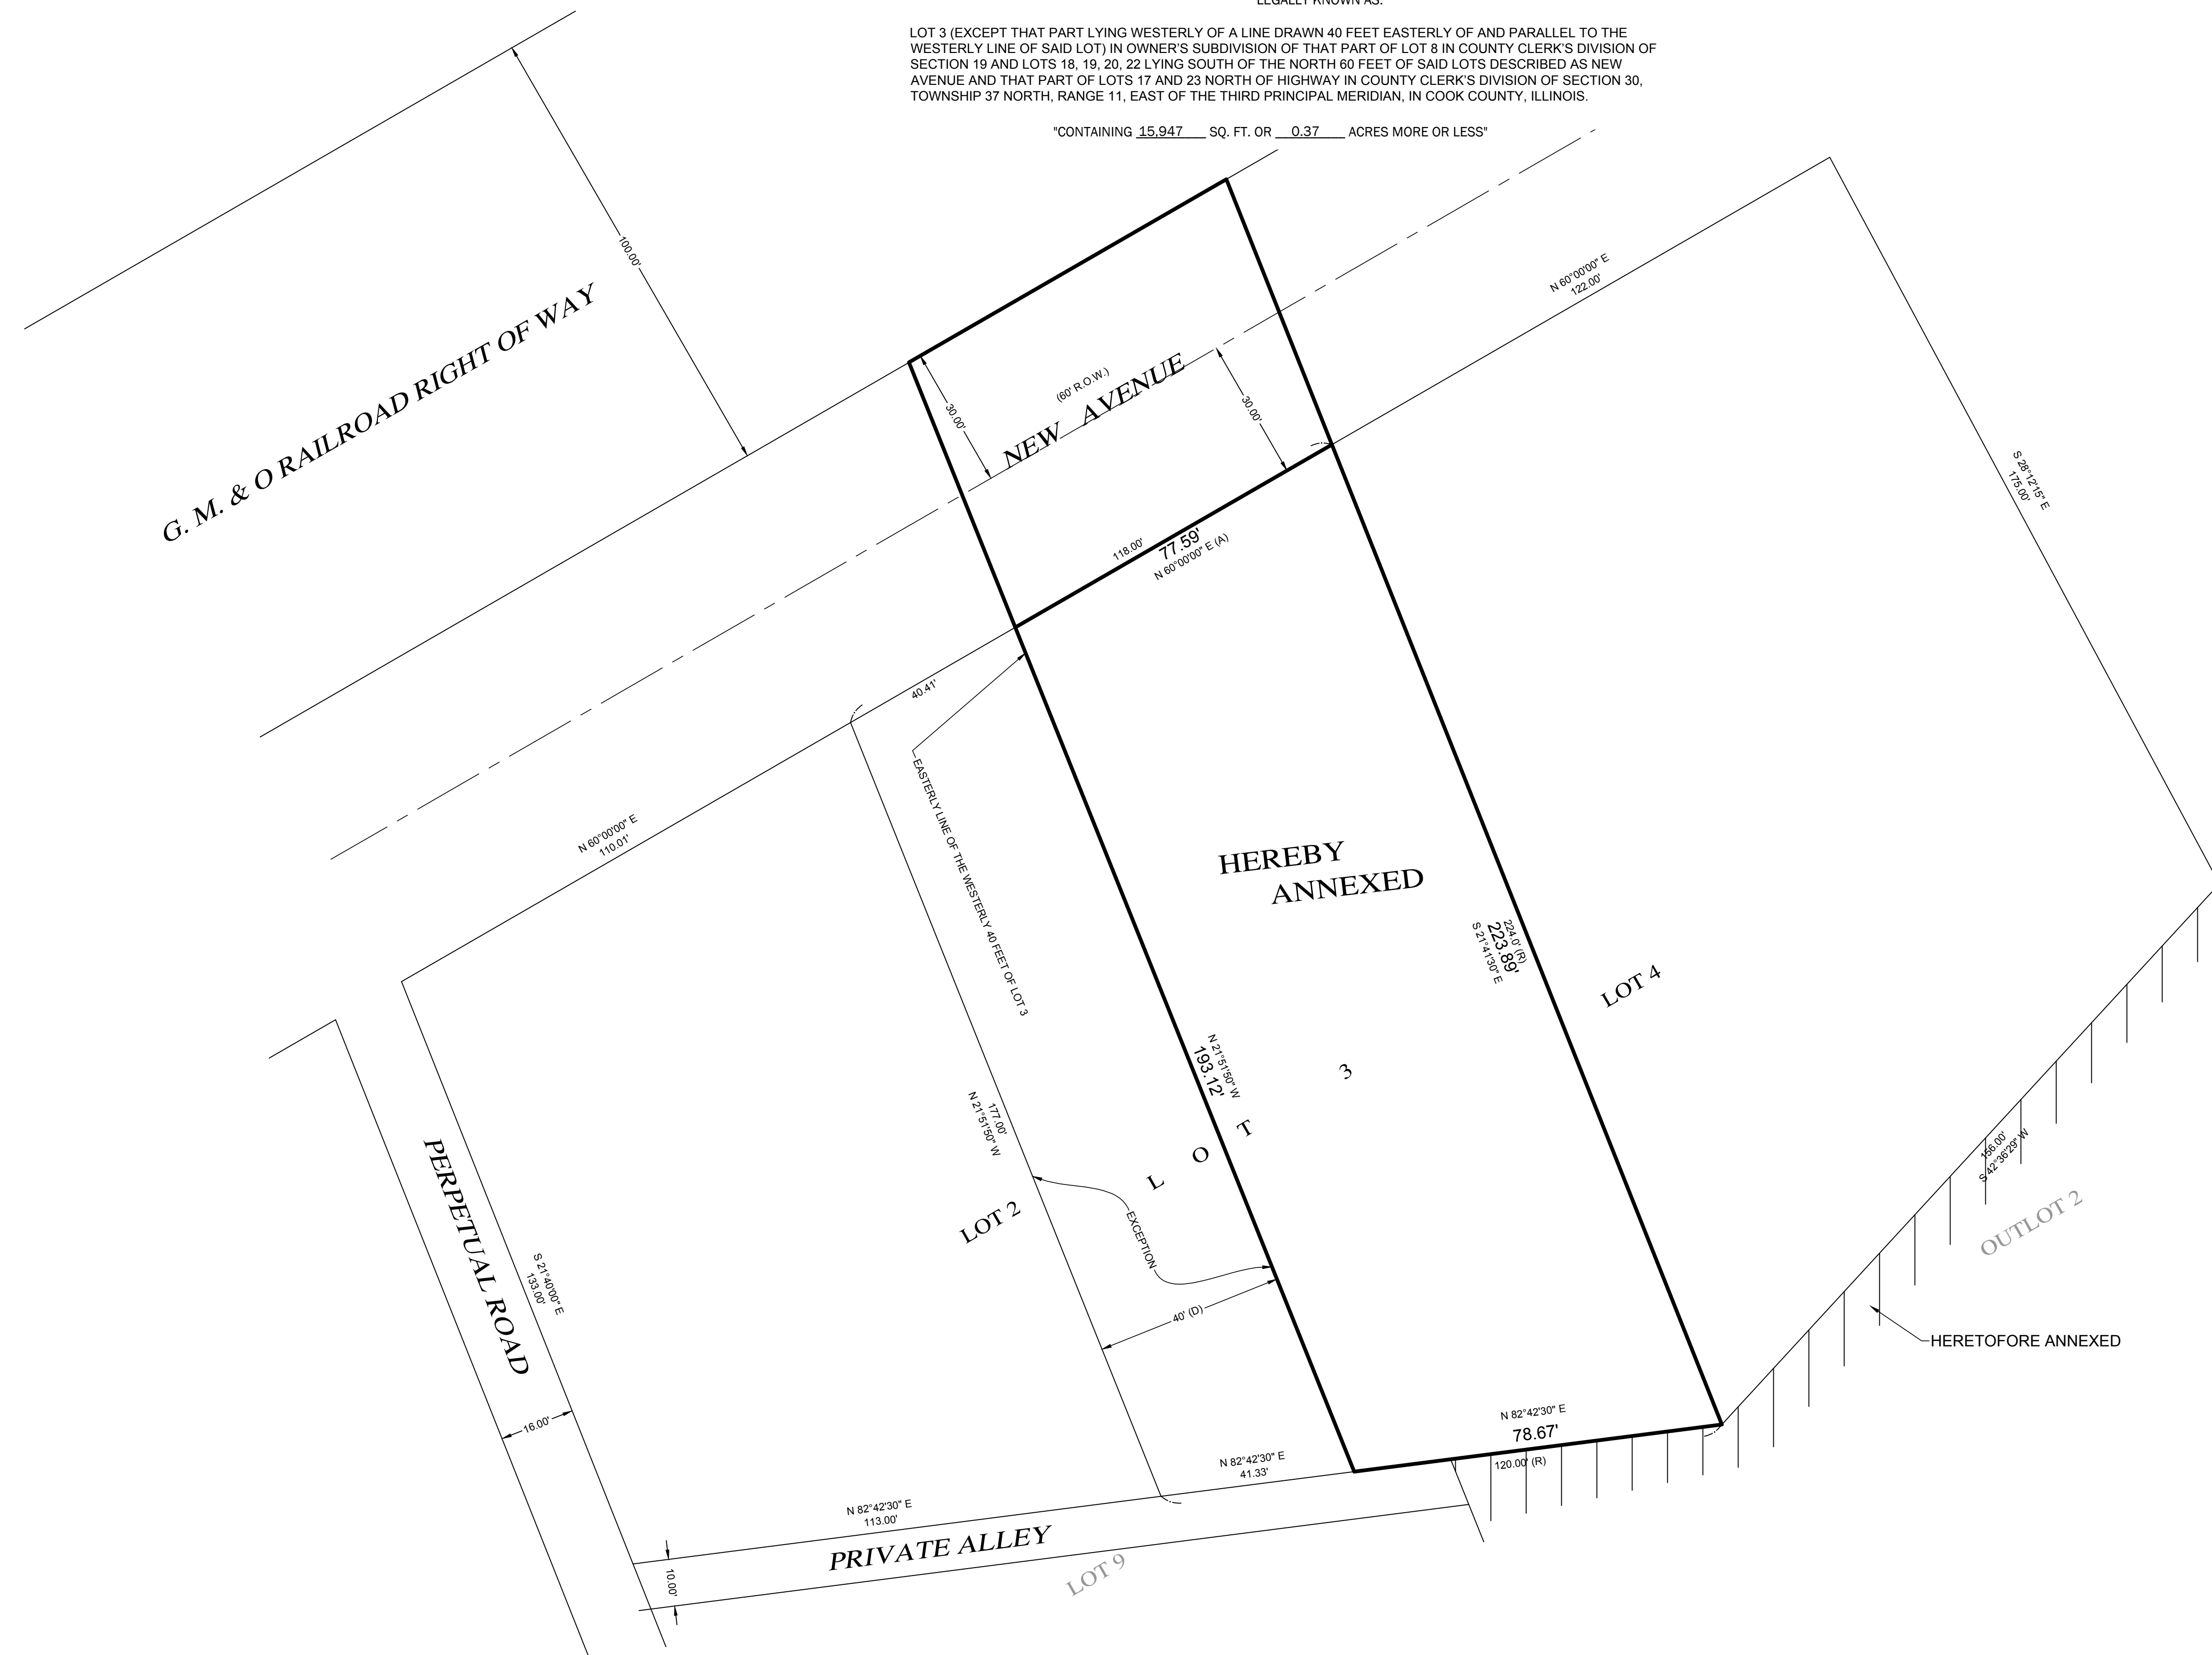 LEGALLY KNOWN AS:
LOT 3 (EXCEPT THAT PART LYING WESTERLY OF A LINE DRAWN 40 FEET EASTERLY OF AND PARALLEL TO THE
WESTERLY LINE OF SAID LOT) IN OWNER'S SUBDIVISION OF THAT PART OF LOT 8 IN COUNTY CLERK'S DIVISION OF
SECTION 19 AND LOTS 18, 19, 20, 22 LYING SOUTH OF THE NORTH 60 FEET OF SAID LOTS DESCRIBED AS NEW
AVENUE AND THAT PART OF LOTS 17 AND 23 NORTH OF HIGHWAY IN COUNTY CLERK'S DIVISION OF SECTION 30,
TOWNSHIP 37 NORTH, RANGE 11, EAST OF THE THIRD PRINCIPAL MERIDIAN, IN COOK COUNTY, ILLINOIS.
"CONTAINING 15,947 SQ. FT. OR 0.37 ACRES MORE OR LESS"
100.00'
G. M. & O RAILROAD RIGHT OF WAY
N 60°00'00" E
122.00'
(60' R.O.W.)
NEW AVENUE
30.00'
30.00'
S 28°12'15" E
175.00'
118.00'
77.59'
N 60°00'00" E (A)
40.41'
EASTERLY LINE OF THE WESTERLY 40 FEET OF LOT 3
N 60°00'00" E
110.01'
HEREBY
ANNEXED
224.0' (R)
223.89'
S 21°41'30" E
LOT 4
N 21°51'50" W
193.12'
3
L O T
177.00'
N 21°51'50" W
LOT 2
EXCEPTION
40' (D)
PERPETUAL ROAD
S 21°40'00" E
133.00'
16.00'
156.00'
S 42°36'29" W
OUTLOT 2
HERETOFORE ANNEXED
N 82°42'30" E
78.67'
120.00' (R)
N 82°42'30" E
41.33'
N 82°42'30" E
113.00'
PRIVATE ALLEY
10.00'
LOT 9